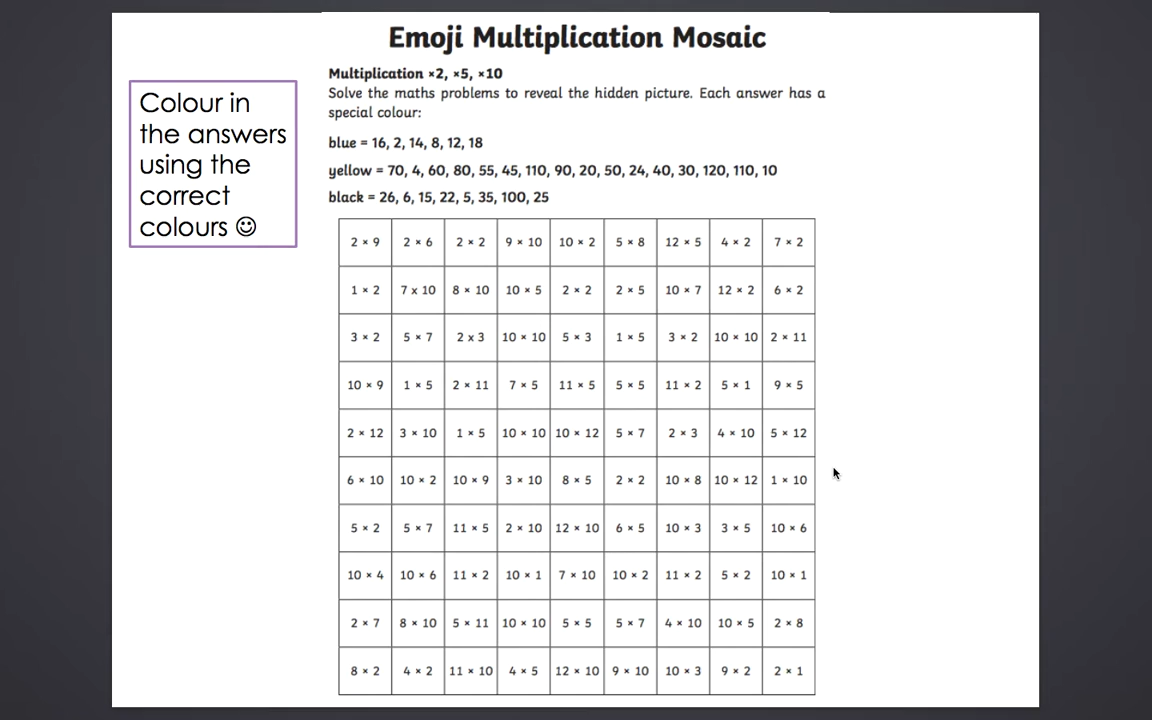 Emoji Multiplication Mosaic
Multiplication ×2, ×5, ×10
Solve the maths problems to reveal the hidden picture. Each answer has a
special colour:
Colour in
the answers
using the
correct
colours ☺
blue = 16, 2, 14, 8, 12, 18
yellow = 70, 4, 60, 80, 55, 45, 110, 90, 20, 50, 24, 40, 30, 120, 110, 10
black = 26, 6, 15, 22, 5, 35, 100, 25
2 × 9 2 × 6 2 × 2 9 × 10 10 × 2 5 × 8 12 × 5 4 × 2 7 × 2
1 × 2 7 x 10 8 × 10 10 × 5 2 × 2 2 × 5 10 × 7 12 × 2 6 × 2
3 × 2 5 × 7 2 x 3 10 × 10 5 × 3 1 × 5 3 × 2 10 × 10 2 × 11
10 × 9 1 × 5 2 × 11 7 × 5 11 × 5 5 × 5 11 × 2 5 × 1 9 × 5
2 × 12 3 × 10 1 × 5 10 × 10 10 × 12 5 × 7 2 × 3 4 × 10 5 × 12
6 × 10 10 × 2 10 × 9 3 × 10 8 × 5 2 × 2 10 × 8 10 × 12 1 × 10
5 × 2 5 × 7 11 × 5 2 × 10 12 × 10 6 × 5 10 × 3 3 × 5 10 × 6
10 × 4 10 × 6 11 × 2 10 × 1 7 × 10 10 × 2 11 × 2 5 × 2 10 × 1
2 × 7 8 × 10 5 × 11 10 × 10 5 × 5 5 × 7 4 × 10 10 × 5 2 × 8
8 × 2 4 × 2 11 × 10 4 × 5 12 × 10 9 × 10 10 × 3 9 × 2 2 × 1